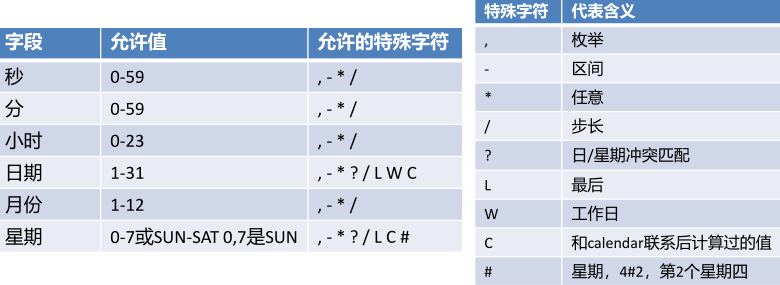 字段 允许值 允许的特殊字符
秒 0-59 , - * /
分 0-59 , - * /
小时 0-23 , - * /
日期 1-31 , - * ? / L W C
月份 1-12 , - * /
星期 0-7或SUN-SAT 0,7是SUN , - * ? / L C #
特殊字符 代表含义
, 枚举
- 区间
* 任意
/ 步长
? 日/星期冲突匹配
L 最后
W 工作日
C 和calendar联系后计算过的值
# 星期，4#2，第2个星期四